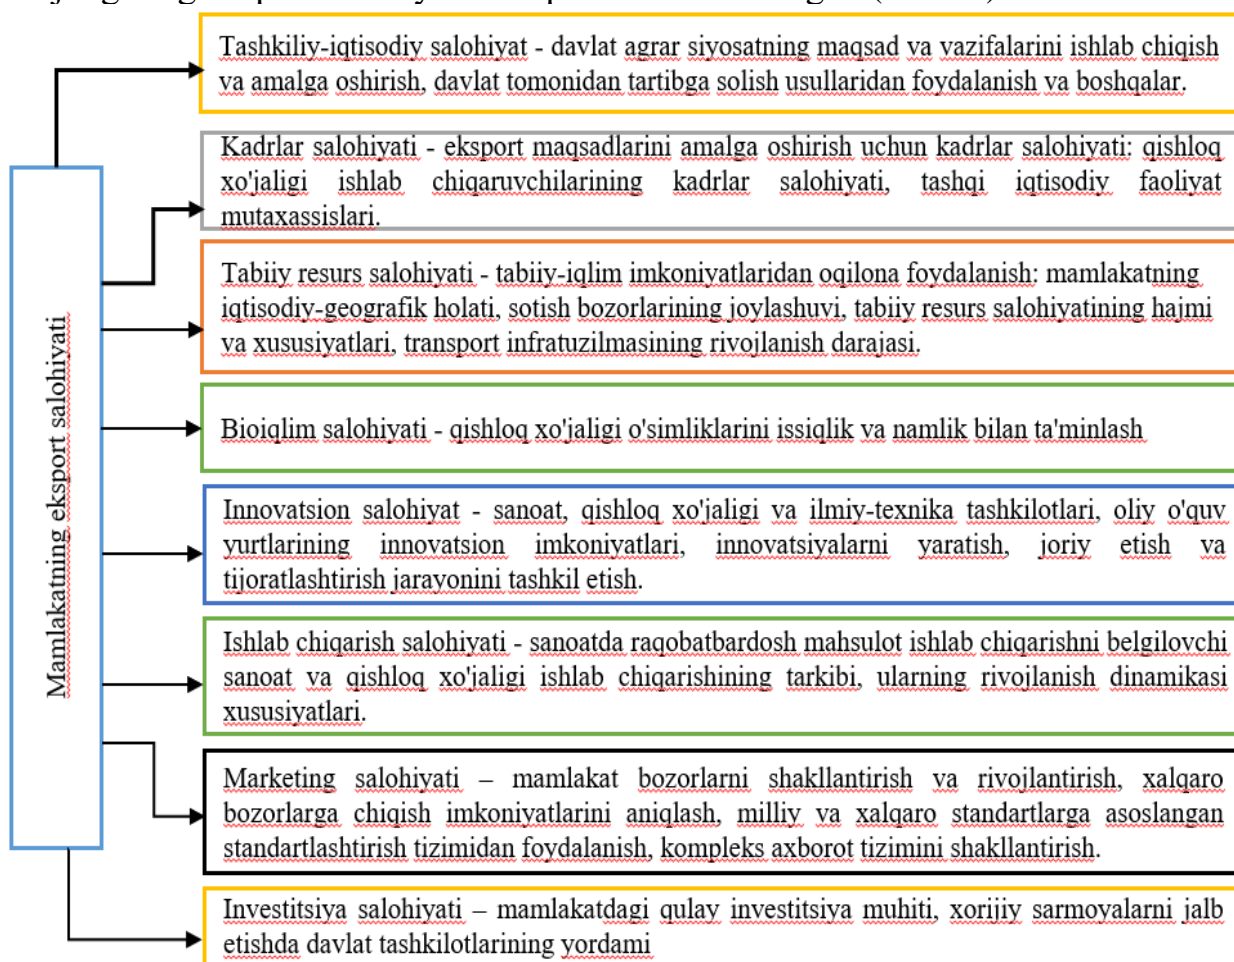 Tashkiliy-iqtisodiy salohiyat - davlat agrar siyosatning maqsad va vazifalarini ishlab chiqish
va amalga oshirish, davlat tomonidan tartibga solish usullaridan foydalanish va boshqalar.
Kadrlar salohiyati - eksport maqsadlarini amalga oshirish uchun kadrlar salohiyati: qishloq
xo'jaligi ishlab chiqaruvchilarining kadrlar salohiyati, tashqi iqtisodiy faoliyat
mutaxassislari.
Mamlakatning eksport salohiyati
Tabiiy resurs salohiyati - tabiiy-iqlim imkoniyatlaridan oqilona foydalanish: mamlakatning
iqtisodiy-geografik holati, sotish bozorlarining joylashuvi, tabiiy resurs salohiyatining hajmi
va xususiyatlari, transport infratuzilmasining rivojlanish darajasi.
Bioiqlim salohiyati - qishloq xo'jaligi o'simliklarini issiqlik va namlik bilan ta'minlash
Innovatsion salohiyat - sanoat, qishloq xo'jaligi va ilmiy-texnika tashkilotlari, oliy o'quv
yurtlarining innovatsion imkoniyatlari, innovatsiyalarni yaratish, joriy etish va
tijoratlashtirish jarayonini tashkil etish.
Ishlab chiqarish salohiyati - sanoatda raqobatbardosh mahsulot ishlab chiqarishni belgilovchi
sanoat va qishloq xo'jaligi ishlab chiqarishining tarkibi, ularning rivojlanish dinamikasi
xususiyatlari.
Marketing salohiyati – mamlakat bozorlarni shakllantirish va rivojlantirish, xalqaro
bozorlarga chiqish imkoniyatlarini aniqlash, milliy va xalqaro standartlarga asoslangan
standartlashtirish tizimidan foydalanish, kompleks axborot tizimini shakllantirish.
Investitsiya salohiyati – mamlakatdagi qulay investitsiya muhiti, xorijiy sarmoyalarni jalb
etishda davlat tashkilotlarining yordami